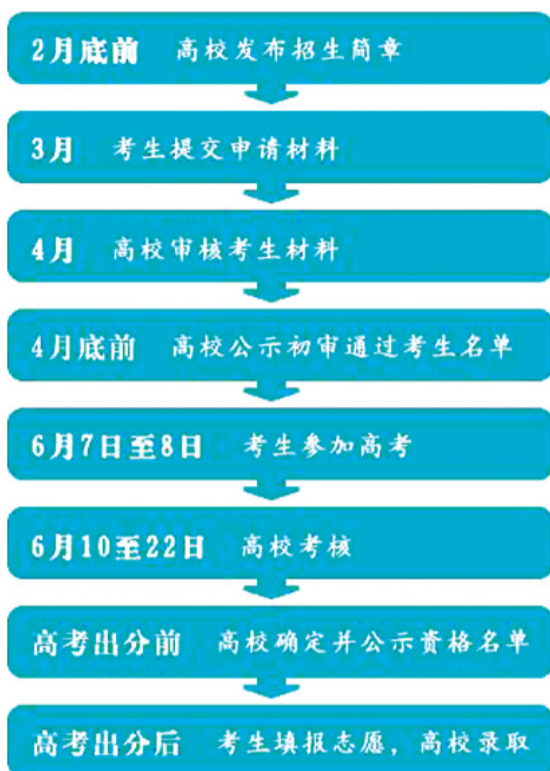 2月底前 高校发布招生简章
3月 考生提交申请材料
4月 高校审核考生材料
4月底前 高校公示初审通过考生名单
6月7日至8日 考生参加高考
6月10至22日 高校考核
高考出分前 高校确定并公示资格名单
高考出分后 考生填报志愿，高校录取